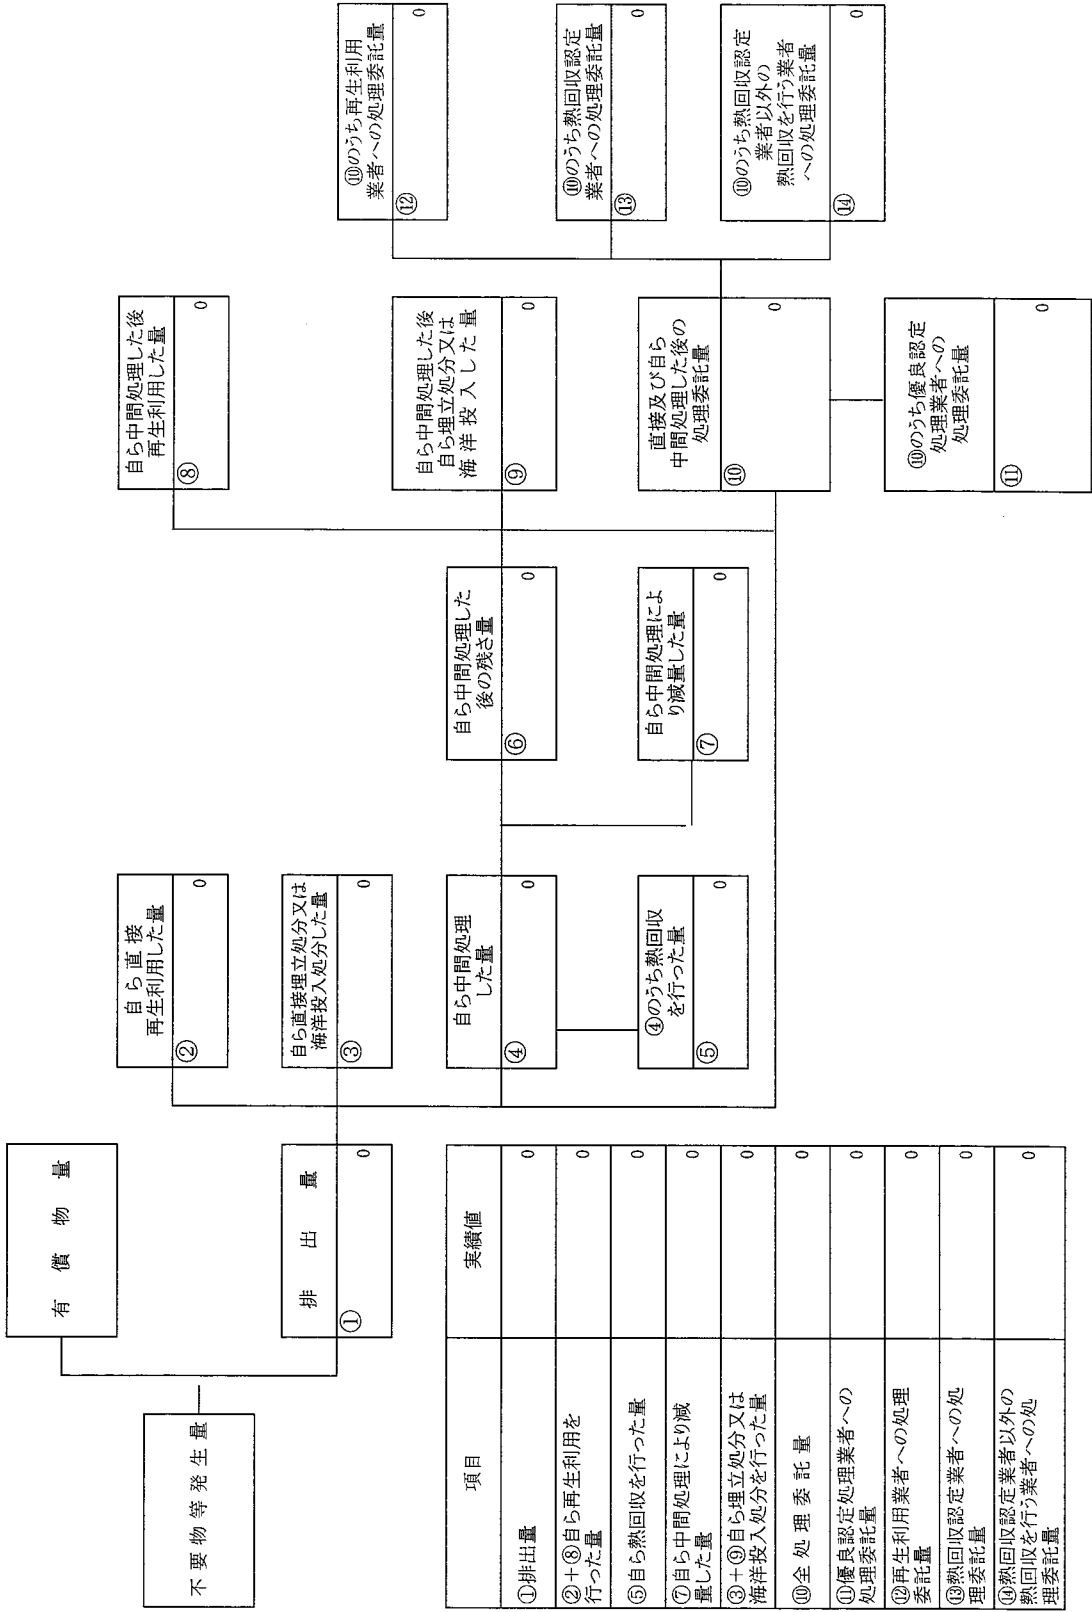 不要物等発生量
有償物量
排出量
①
0
自ら直接
再生利用した量
②
0
自ら直接埋立処分又は
海洋投入処分した量
③
0
自ら中間処理
した量
④
0
④のうち熱回収
を行った量
⑤
0
自ら中間処理した
後の残さ量
⑥
0
自ら中間処理によ
り減量した量
⑦
0
自ら中間処理した後
再生利用した量
⑧
0
自ら中間処理した後
自ら埋立処分又は
海洋投入した量
⑨
0
直接及び自ら
中間処理した後の
処理委託量
⑩
0
⑩のうち優良認定
処理業者への
処理委託量
⑪
0
⑩のうち再生利用
業者への処理委託量
⑫
0
⑩のうち熱回収認定
業者への処理委託量
⑬
0
⑩のうち熱回収認定
業者以外の
熱回収を行う業者
への処理委託量
⑭
0
項目 実績値
①排出量 0
②+⑧自ら再生利用を
行った量 0
⑤自ら熱回収を行った量 0
⑦自ら中間処理により減
量した量 0
③+⑨自ら埋立処分又は
海洋投入処分を行った量 0
⑩全処理委託量 0
⑪優良認定処理業者への
処理委託量 0
⑫再生利用業者への処理
委託量 0
⑬熱回収認定業者への処
理委託量 0
⑭熱回収認定業者以外の
熱回収を行う業者への処
理委託量 0